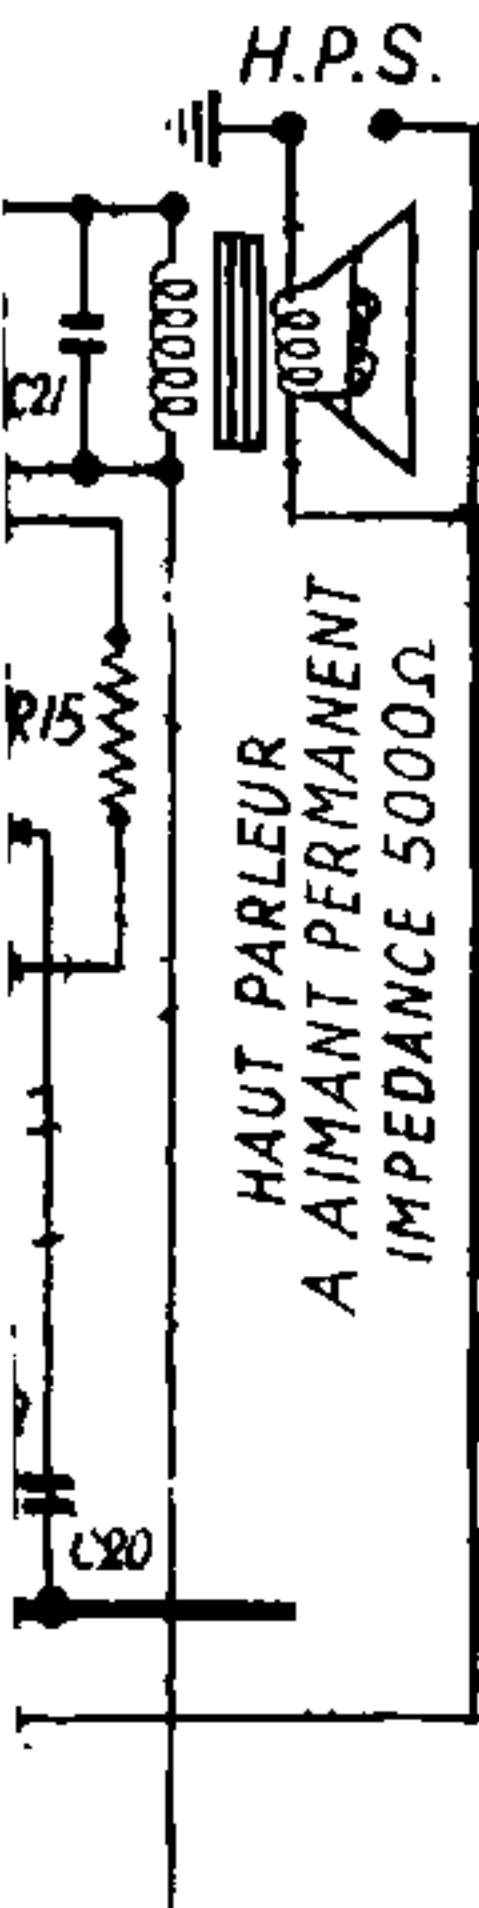 H.P.S.
C21
R15
HAUT PARLEUR
A AIMANT PERMANENT
IMPEDANCE 5000Ω
C20